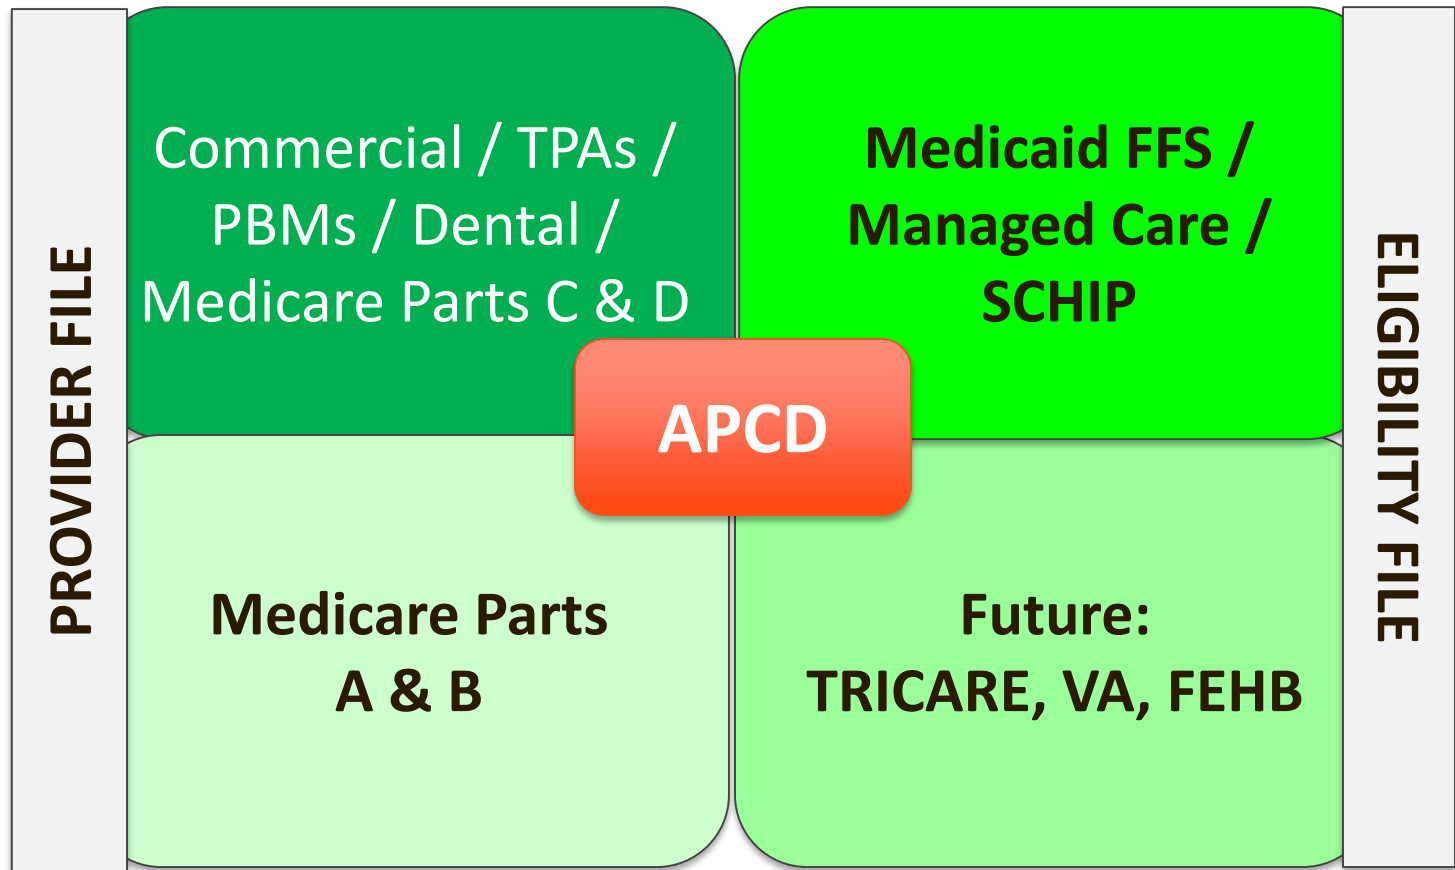 PROVIDER FILE
Commercial / TPAs /
PBMs / Dental /
Medicare Parts C & D
Medicaid FFS /
Managed Care /
SCHIP
APCD
Medicare Parts
A & B
Future:
TRICARE, VA, FEHB
ELIGIBILITY FILE